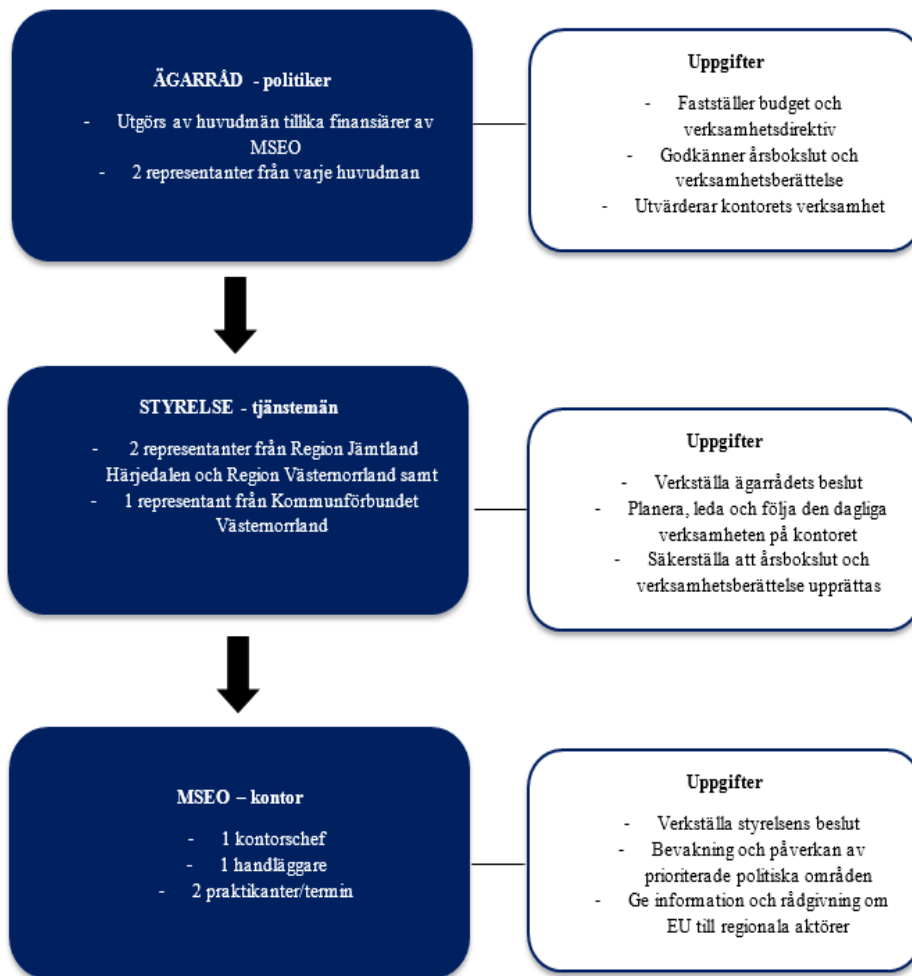 ÄGARRÅD - politiker
- Utgörs av huvudmän tillika finansiärer av
MSEO
- 2 representanter från varje huvudman
Uppgifter
- Fastställer budget och
verksamhetsdirektiv
- Godkänner årsbokslut och
verksamhetsberättelse
- Utvärderar kontorets verksamhet
STYRELSE - tjänstemän
- 2 representanter från Region Jämtland
Härjedalen och Region Västernorrland samt
- 1 representant från Kommunförbundet
Västernorrland
Uppgifter
- Verkställa ägarrådets beslut
- Planera, leda och följa den dagliga
verksamheten på kontoret
- Säkerställa att årsbokslut och
verksamhetsberättelse upprättas
MSEO – kontor
- 1 kontorschef
- 1 handläggare
- 2 praktikanter/termin
Uppgifter
- Verkställa styrelsens beslut
- Bevakning och påverkan av
prioriterade politiska områden
- Ge information och rådgivning om
EU till regionala aktörer